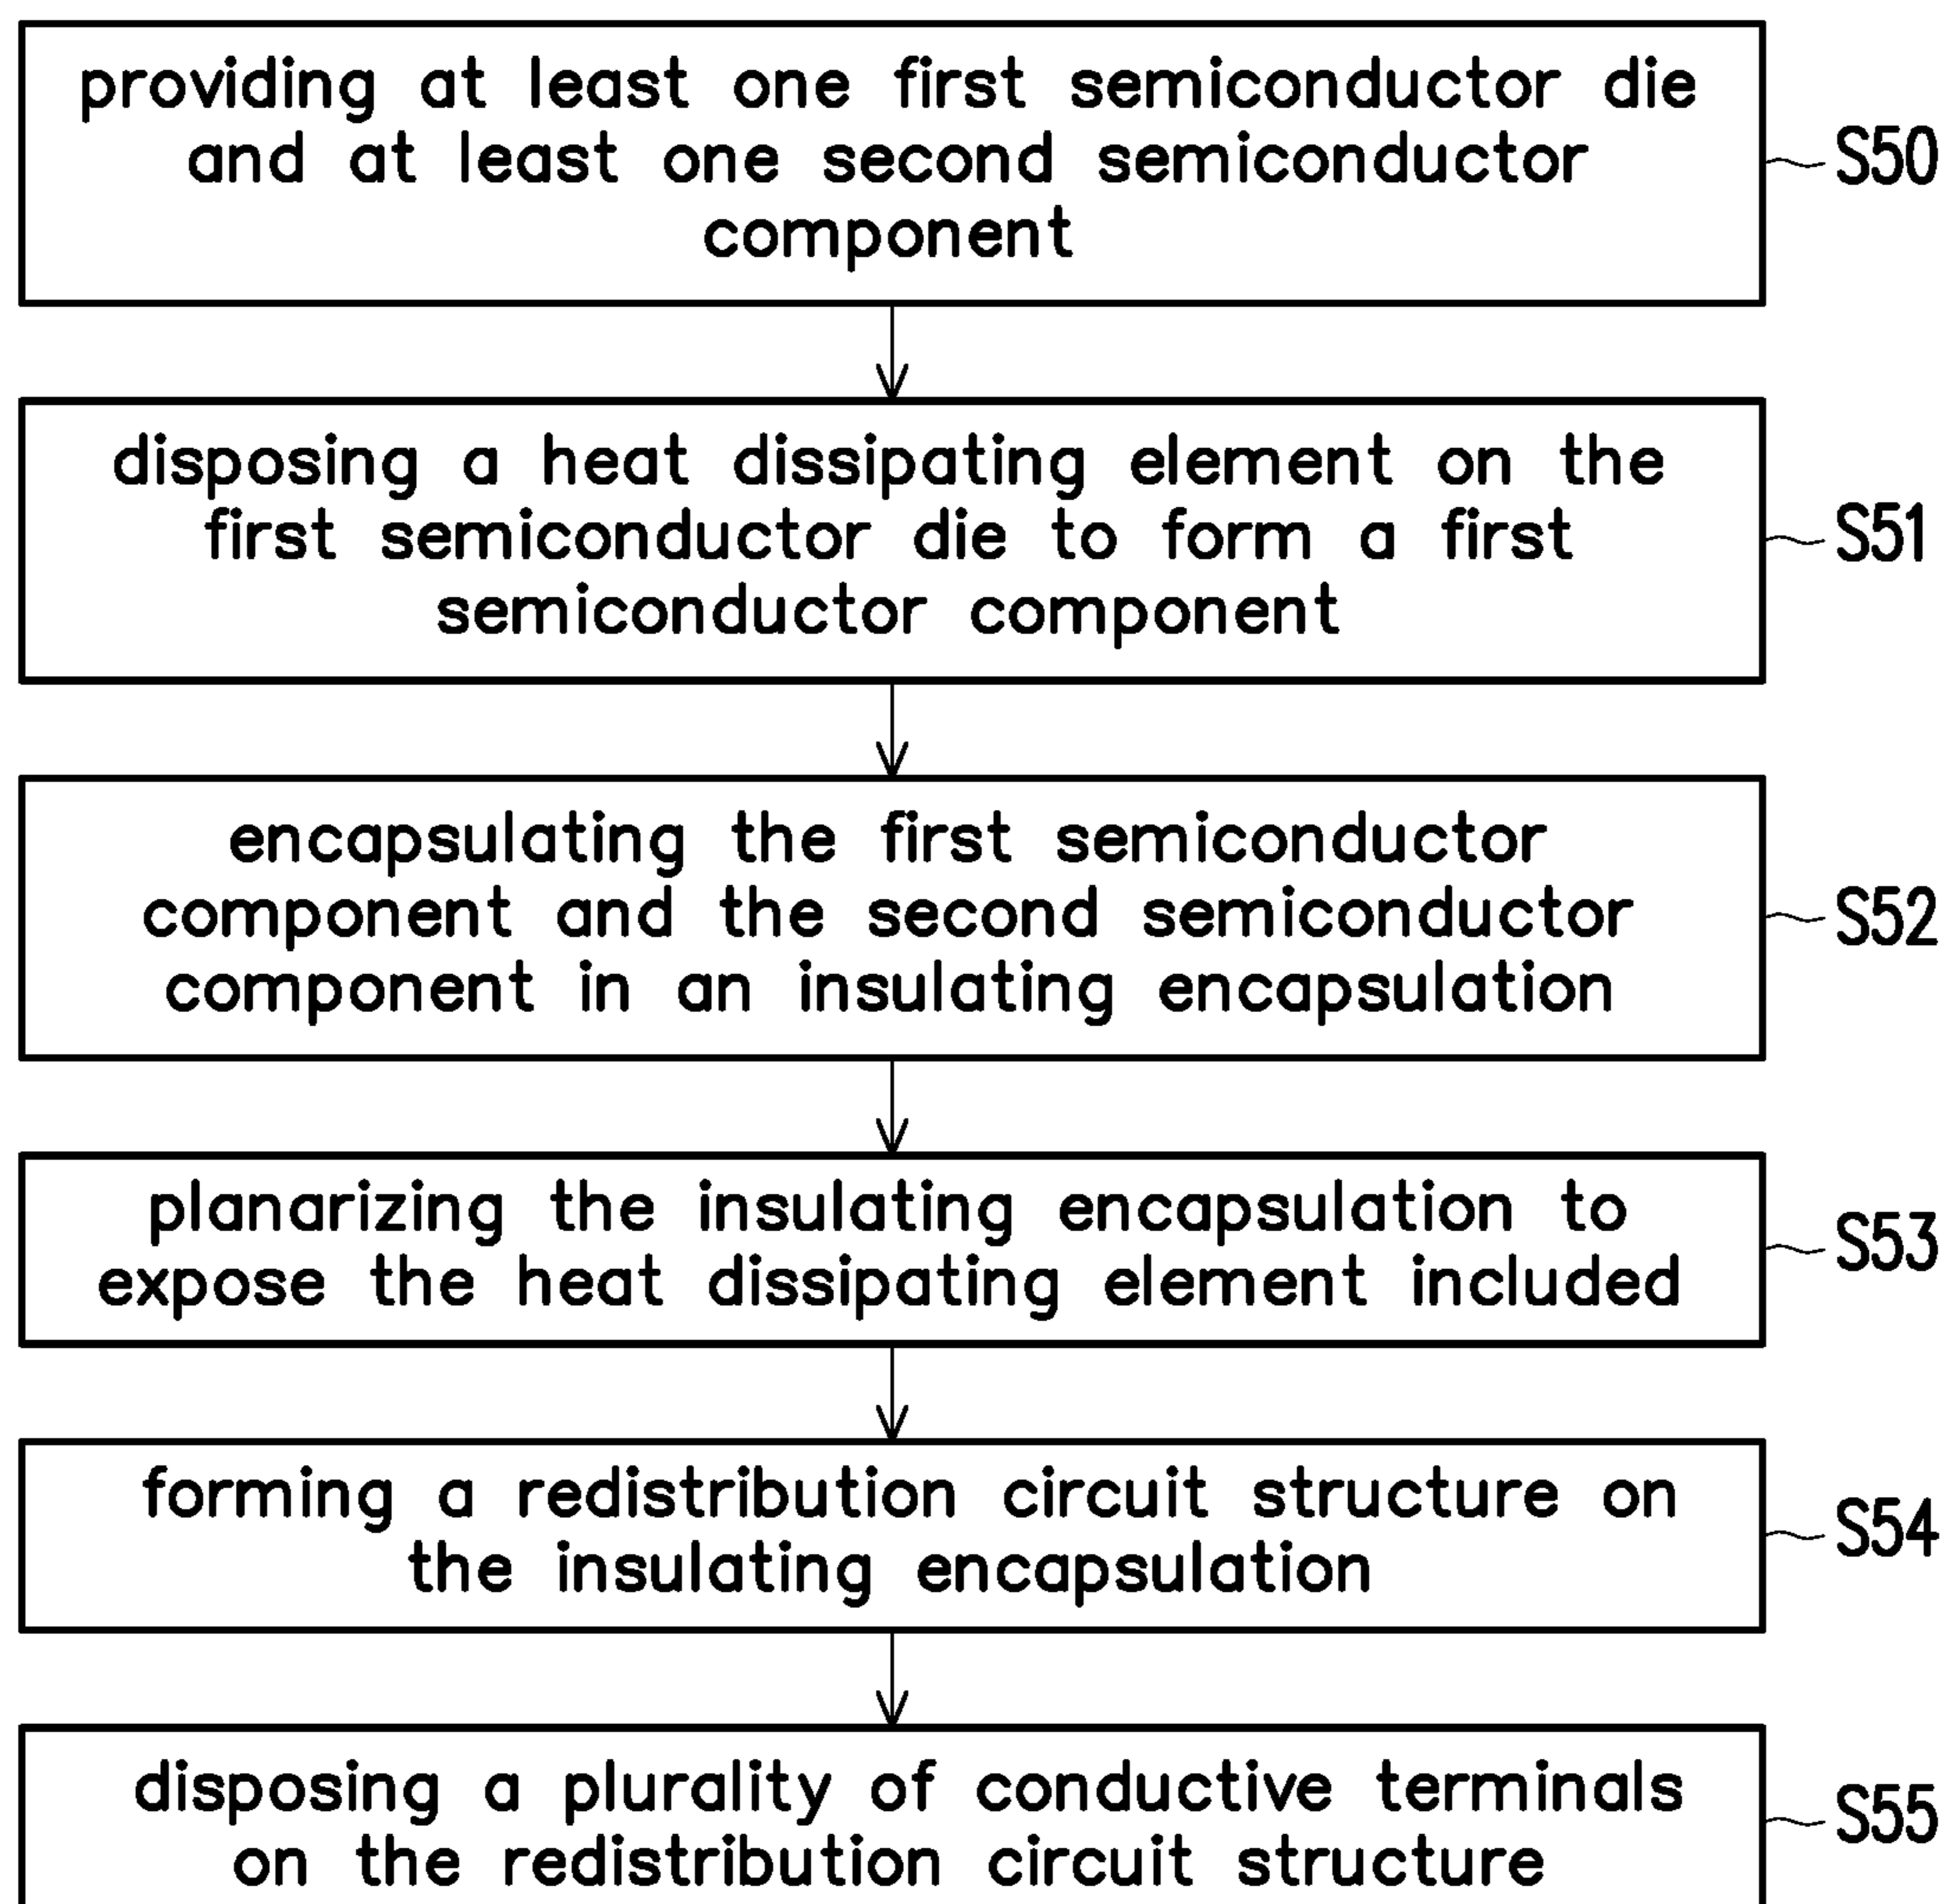 providing at least one first semiconductor die
and at least one second semiconductor
component
S50
disposing a heat dissipating element on the
first semiconductor die to form a first
semiconductor component
S51
encapsulating the first semiconductor
component and the second semiconductor
component in an insulating encapsulation
S52
planarizing the insulating encapsulation to
expose the heat dissipating element included
S53
forming a redistribution circuit structure on
the insulating encapsulation
S54
disposing a plurality of conductive terminals
on the redistribution circuit structure
S55